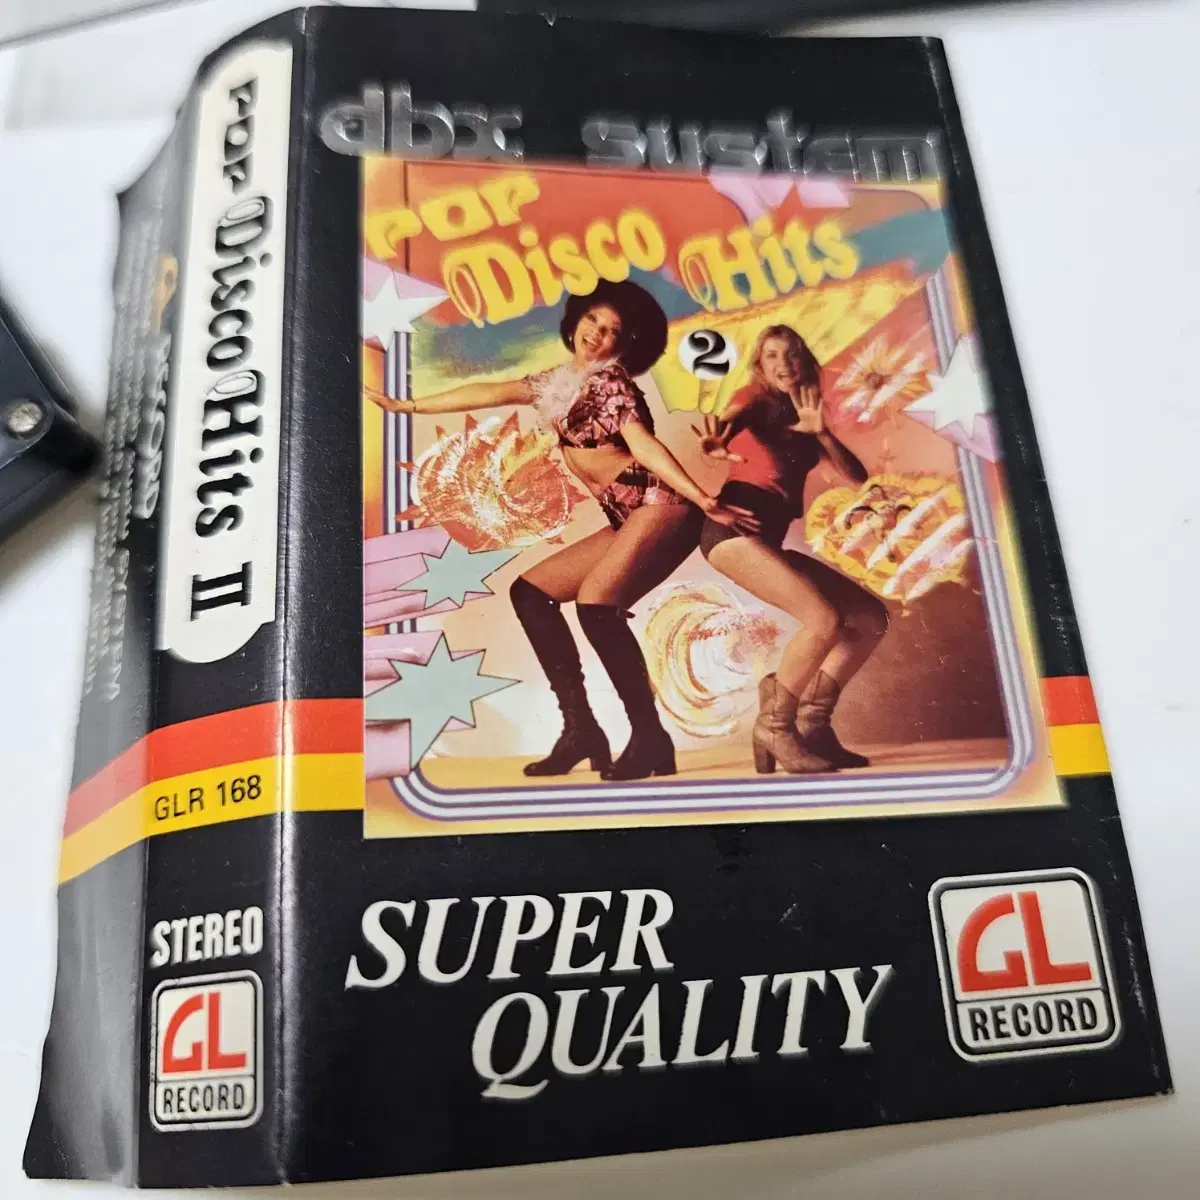 dbx system
POP
Disco Hits
2
SUPER
QUALITY
GL
RECORD
POP Disco Hits II
GLR 168
STEREO
GL
RECORD